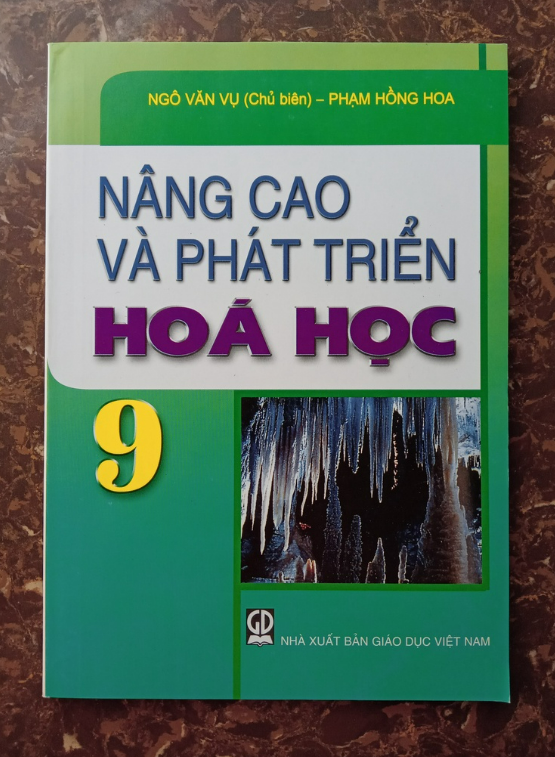 NGÔ VĂN VỤ (Chủ biên) – PHẠM HỒNG HOA
NÂNG CAO
VÀ PHÁT TRIỂN
HOÁ HỌC
9
GD
NHÀ XUẤT BẢN GIÁO DỤC VIỆT NAM